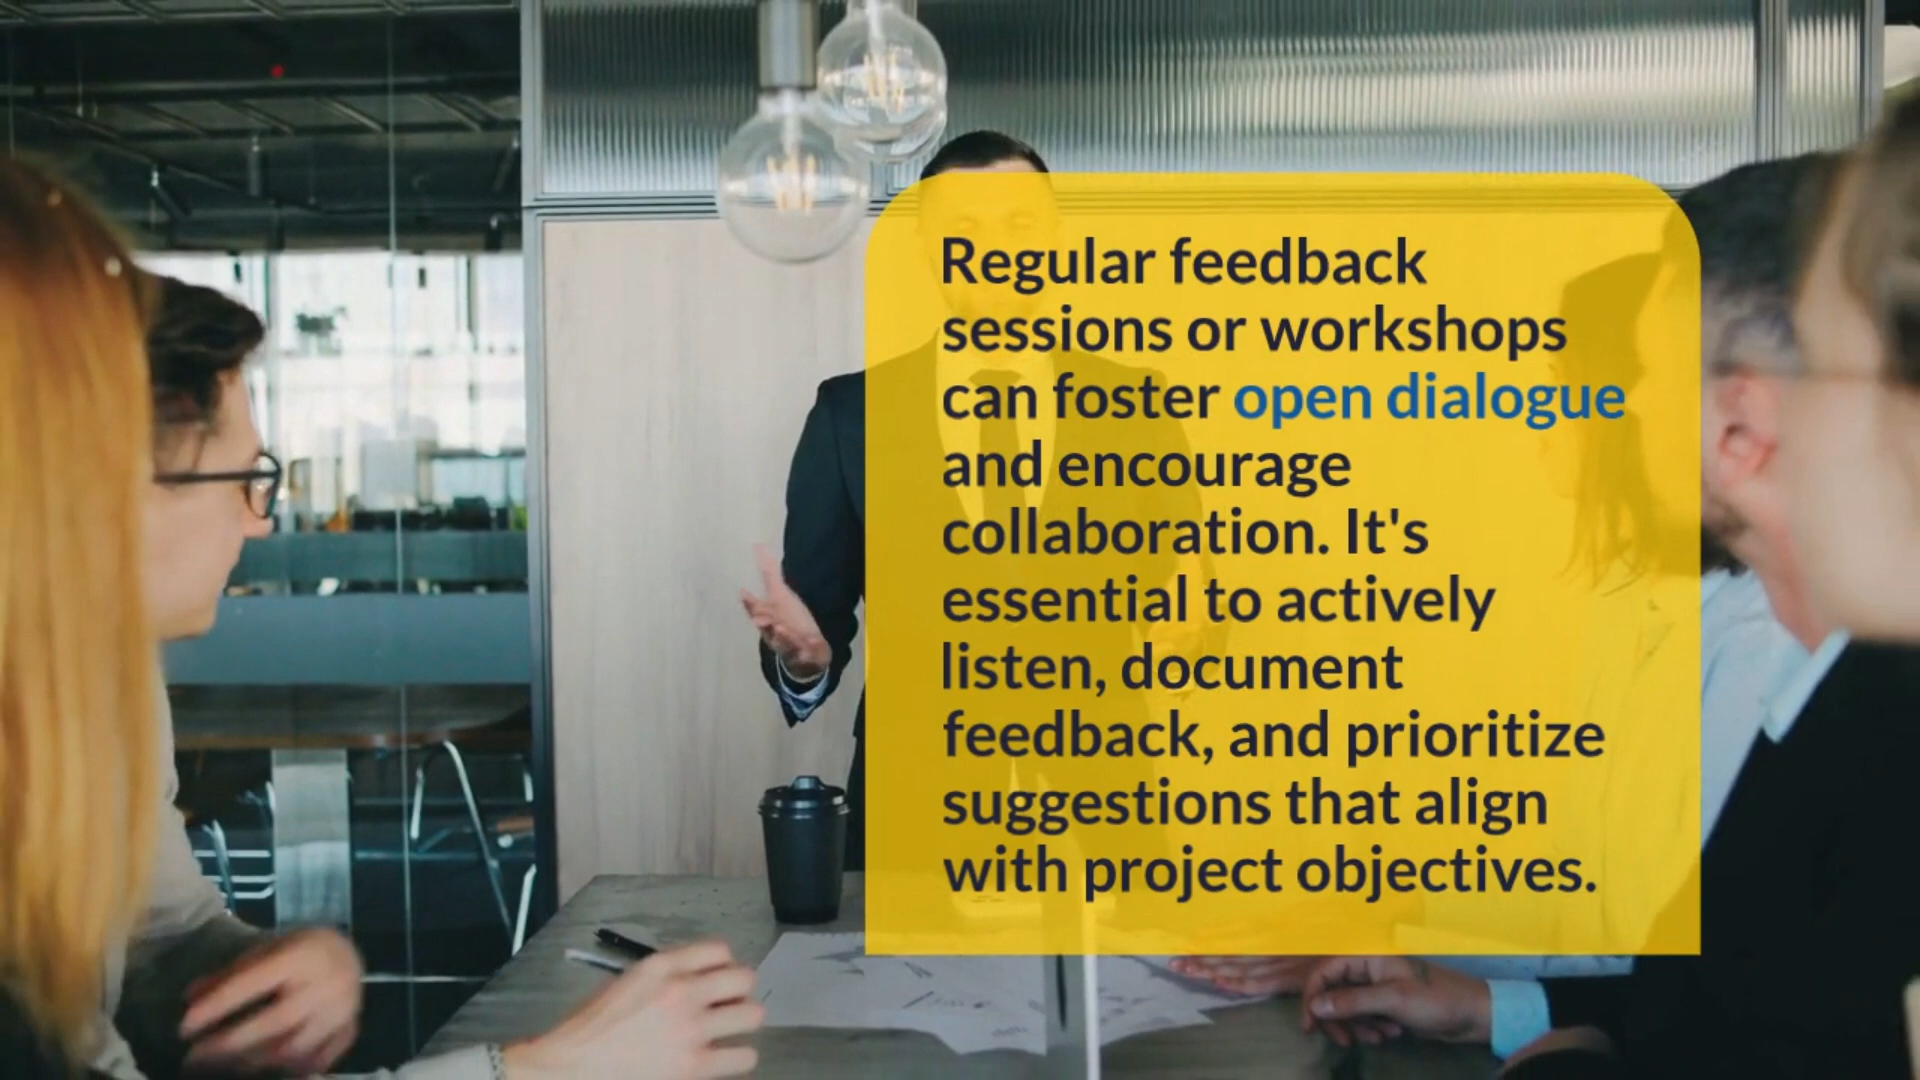 Regular feedback
sessions or workshops
can foster open dialogue
and encourage
collaboration. It's
essential to actively
listen, document
feedback, and prioritize
suggestions that align
with project objectives.